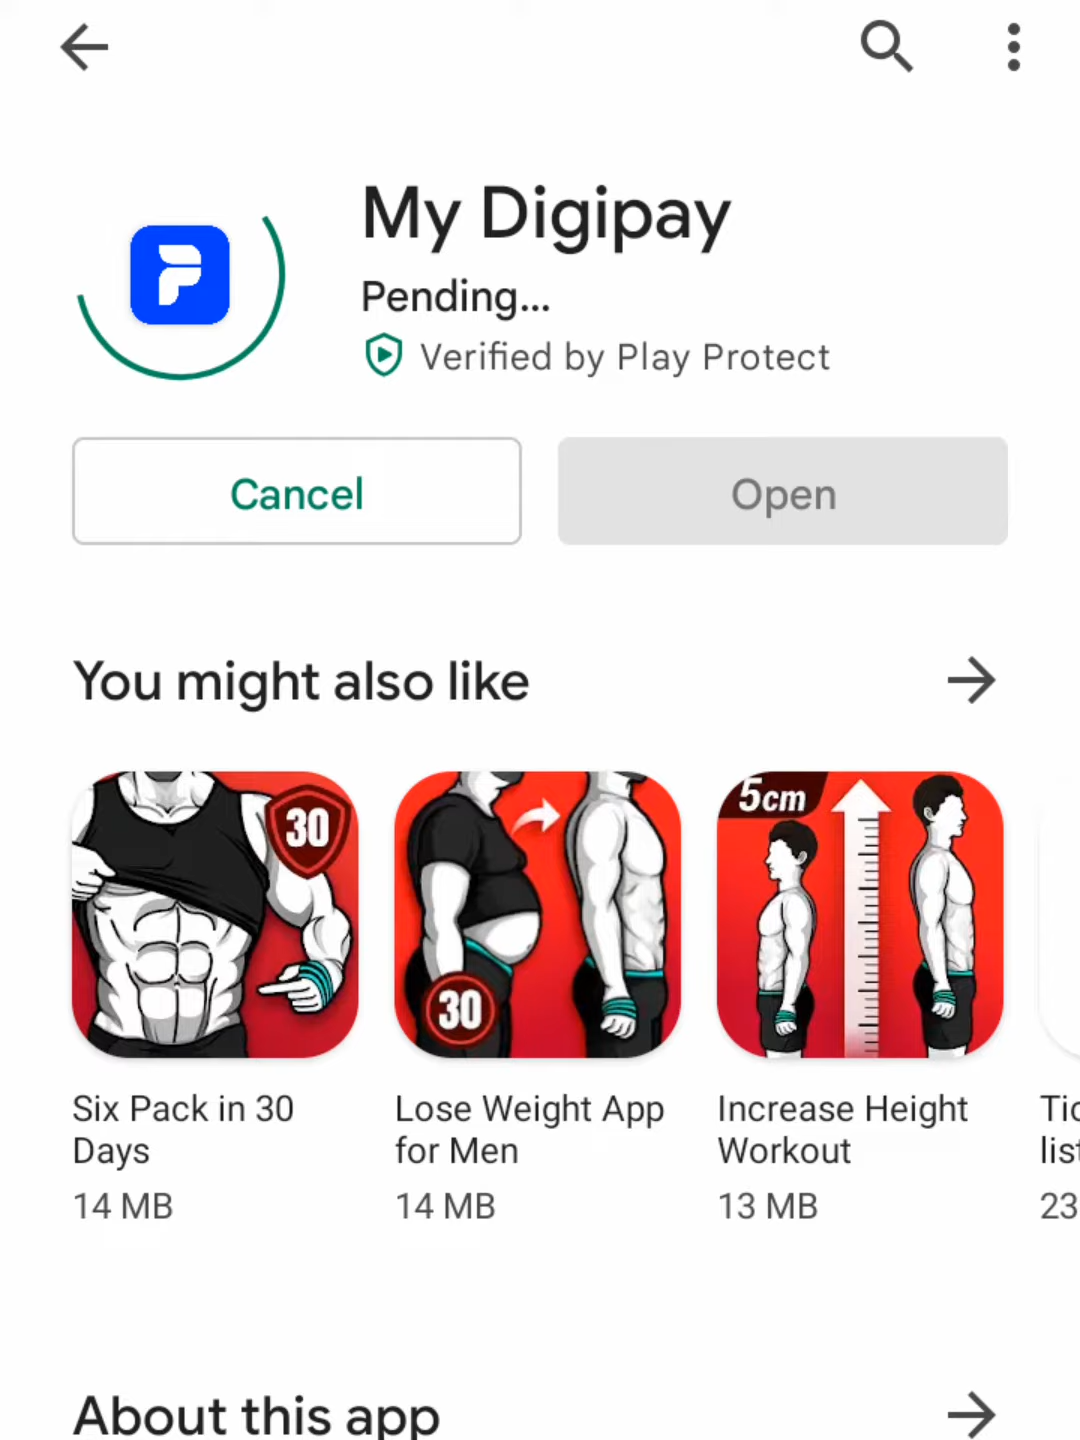 My Digipay
Pending...
Verified by Play Protect
Cancel
Open
You might also like
30
30
5cm
Six Pack in 30
Days
14 MB
Lose Weight App
for Men
14 MB
Increase Height
Workout
13 MB
23
About this app